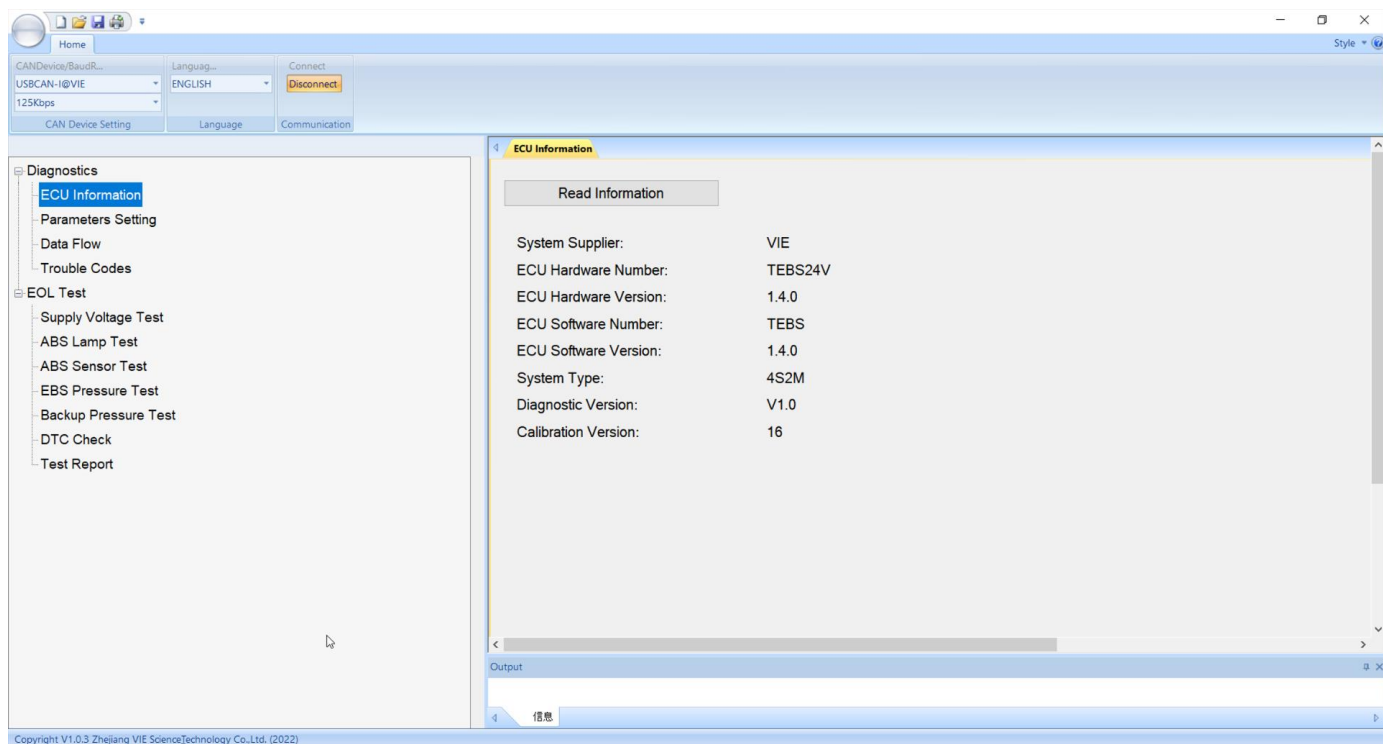 Home
Style
CANDevice/BaudR...
Languag...
Connect
USBCAN-I@VIE
ENGLISH
Disconnect
125Kbps
CAN Device Setting
Language
Communication
ECU Information
Diagnostics
ECU Information
Parameters Setting
Data Flow
Trouble Codes
EOL Test
Supply Voltage Test
ABS Lamp Test
ABS Sensor Test
EBS Pressure Test
Backup Pressure Test
DTC Check
Test Report
Read Information
System Supplier: VIE
ECU Hardware Number: TEBS24V
ECU Hardware Version: 1.4.0
ECU Software Number: TEBS
ECU Software Version: 1.4.0
System Type: 4S2M
Diagnostic Version: V1.0
Calibration Version: 16
Output
信息
Copyright V1.0.3 Zhejiang VIE ScienceTechnology Co.,Ltd. (2022)